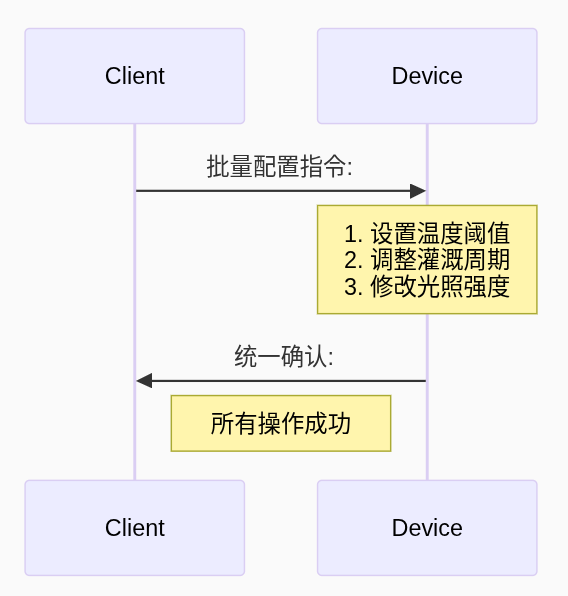 Client
Device
批量配置指令:
1. 设置温度阈值
2. 调整灌溉周期
3. 修改光照强度
统一确认:
所有操作成功
Client
Device